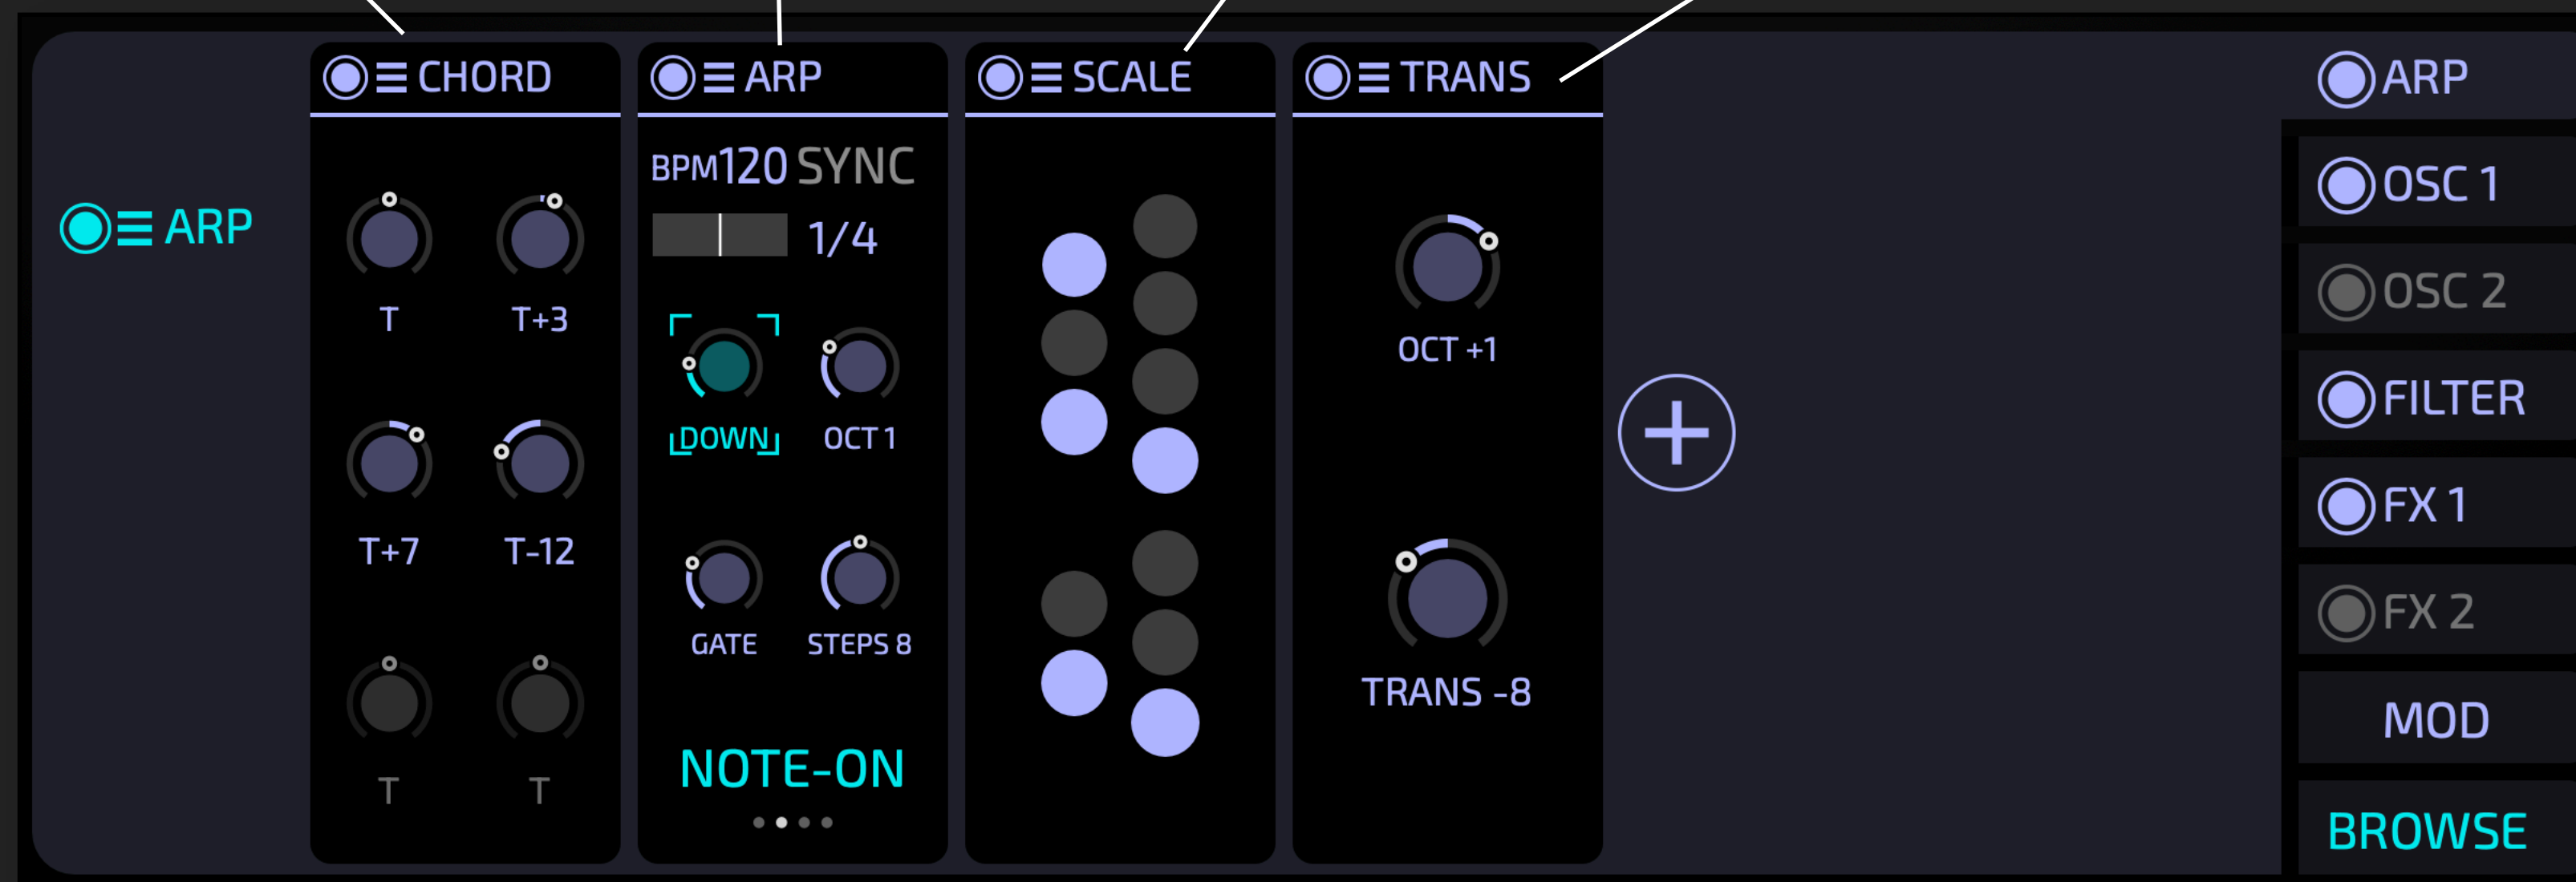 ARP
CHORD
T T+3
T+7 T-12
T T
ARP
BPM120 SYNC
1/4
DOWN OCT 1
GATE STEPS 8
NOTE-ON
SCALE
TRANS
OCT +1
TRANS -8
ARP
OSC 1
OSC 2
FILTER
FX 1
FX 2
MOD
BROWSE